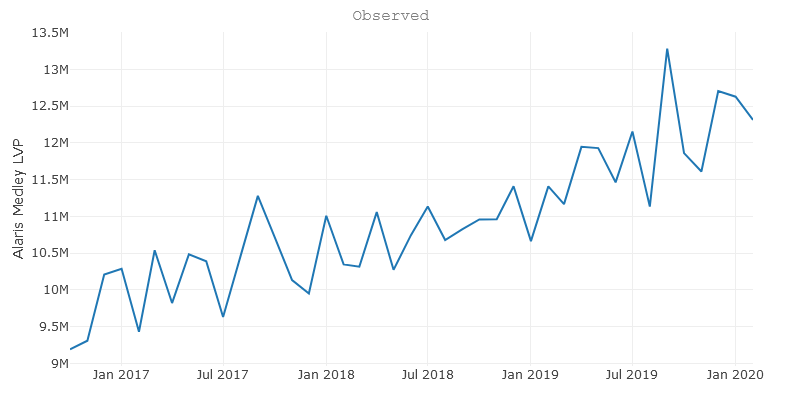 Observed
13.5M
13M
12.5M
12M
11.5M
11M
10.5M
10M
9.5M
9M
Alaris Medley LVP
Jan 2017
Jul 2017
Jan 2018
Jul 2018
Jan 2019
Jul 2019
Jan 2020